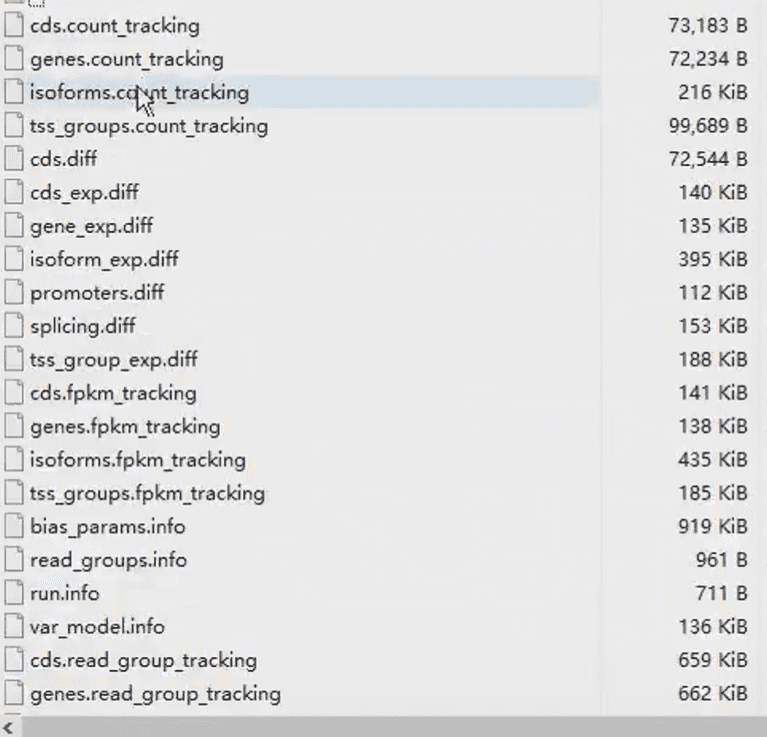 cds.count_tracking 73,183 B
genes.count_tracking 72,234 B
isoforms.count_tracking 216 KiB
tss_groups.count_tracking 99,689 B
cds.diff 72,544 B
cds_exp.diff 140 KiB
gene_exp.diff 135 KiB
isoform_exp.diff 395 KiB
promoters.diff 112 KiB
splicing.diff 153 KiB
tss_group_exp.diff 188 KiB
cds.fpkm_tracking 141 KiB
genes.fpkm_tracking 138 KiB
isoforms.fpkm_tracking 435 KiB
tss_groups.fpkm_tracking 185 KiB
bias_params.info 919 KiB
read_groups.info 961 B
run.info 711 B
var_model.info 136 KiB
cds.read_group_tracking 659 KiB
genes.read_group_tracking 662 KiB